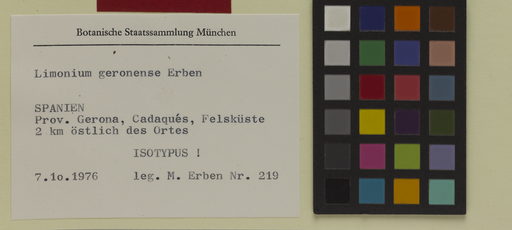 Botanische Staatssammlung München
Limonium geronense Erben
SPANIEN
Prov. Gerona, Cadaqués, Felsküste
2 km östlich des Ortes
ISOTYPUS !
7.1o.1976 leg. M. Erben Nr. 219